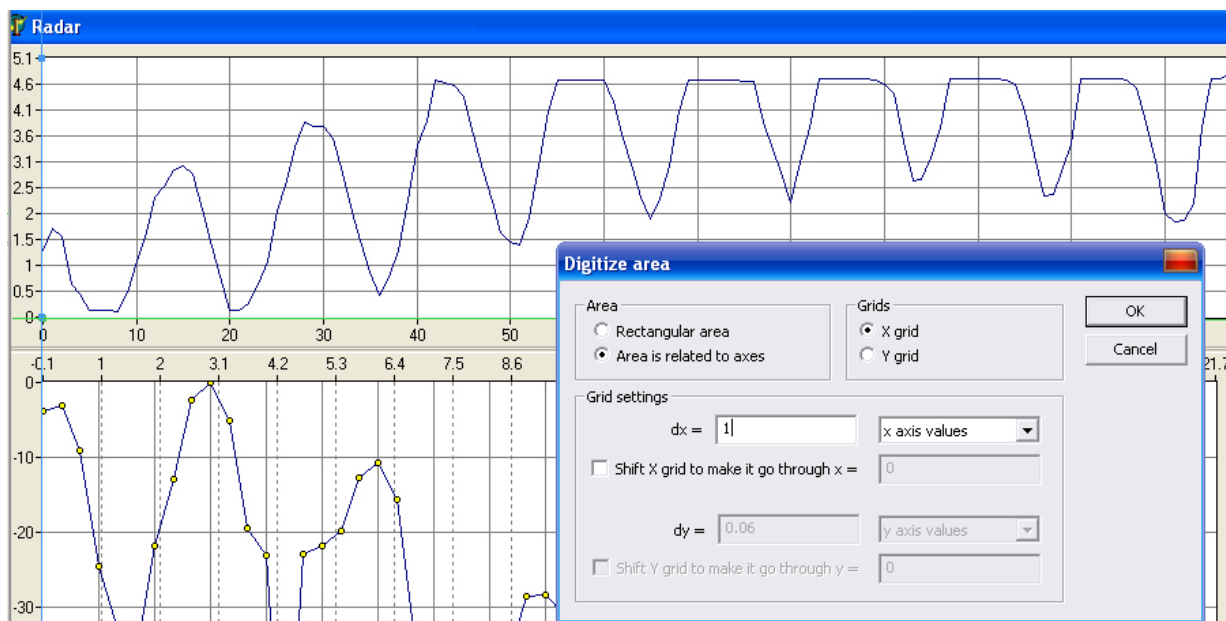 Radar
5.1
4.6
4.1
3.6
3.1
2.5
2
1.5
1
0.5
0
0 10 20 30 40 50
-0.1 1 2 3.1 4.2 5.3 6.4 7.5 8.6 21.7
0
-10
-20
-30
Digitize area
Area
Rectangular area
Area is related to axes
Grids
X grid
Y grid
OK
Cancel
Grid settings
dx = 1 x axis values
Shift X grid to make it go through x = 0
dy = 0.06 y axis values
Shift Y grid to make it go through y = 0